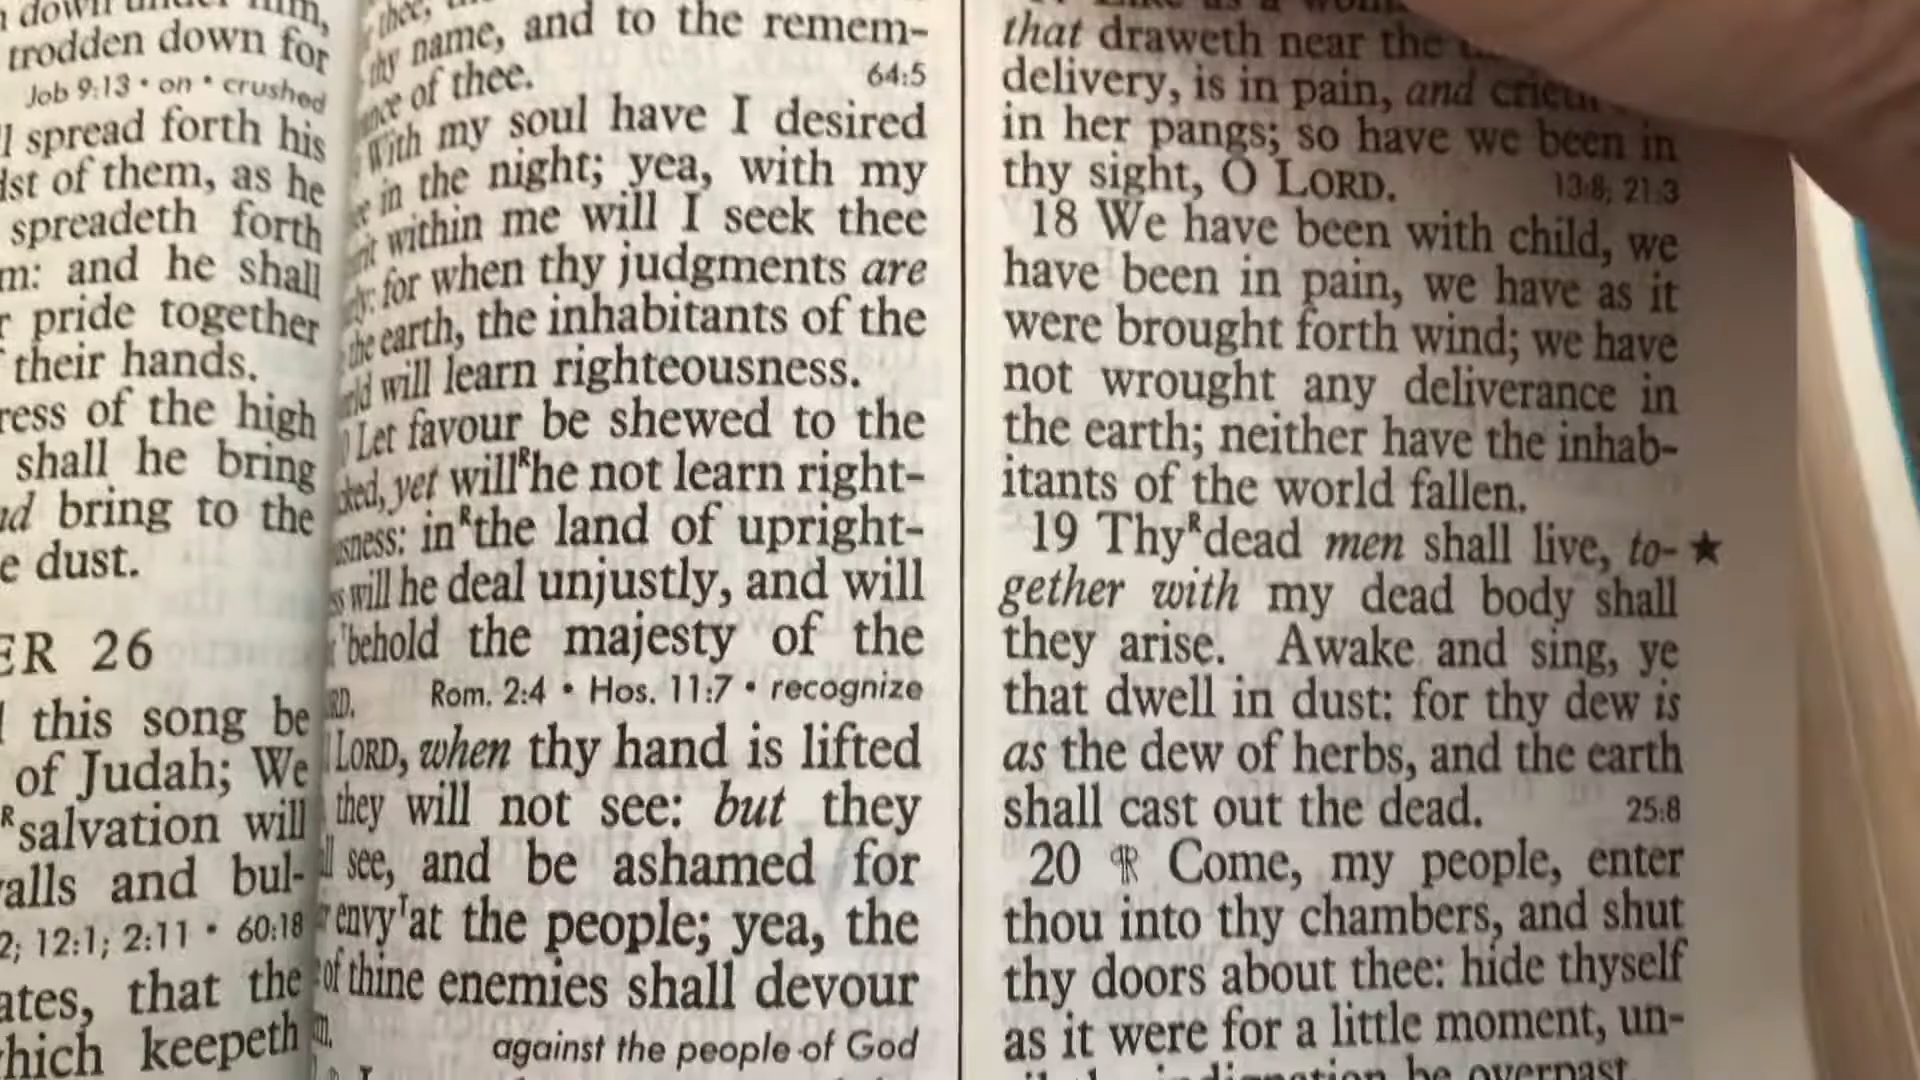 trodden down for
Job 9:13 • on • crushed
spread forth his
of them, as he
spreadeth forth
and he shall
pride together
their hands.
of the high
shall he bring
bring to the
dust.
26
this song be
of Judah; We
salvation will
and bul-
12:1; 2:11 • 60:18
that the
keepeth
thy name, and to the remem-
of thee. 64:5
With my soul have I desired
in the night; yea, with my
within me will I seek thee
for when thy judgments are
the earth, the inhabitants of the
will learn righteousness.
Let favour be shewed to the
yet will R he not learn right-
in R the land of upright-
will he deal unjustly, and will
behold the majesty of the
Rom. 2:4 • Hos. 11:7 • recognize
LORD, when thy hand is lifted
they will not see: but they
see, and be ashamed for
envy T at the people; yea, the
of thine enemies shall devour
against the people of God
that draweth near the
delivery, is in pain, and
in her pangs; so have we been in
thy sight, O LORD. 13:8; 21:3
18 We have been with child, we
have been in pain, we have as it
were brought forth wind; we have
not wrought any deliverance in
the earth; neither have the inhab-
itants of the world fallen.
19 Thy R dead men shall live, to- ★
gether with my dead body shall
they arise. Awake and sing, ye
that dwell in dust: for thy dew is
as the dew of herbs, and the earth
shall cast out the dead. 25:8
20 ¶ Come, my people, enter
thou into thy chambers, and shut
thy doors about thee: hide thyself
as it were for a little moment, un-
be overpast